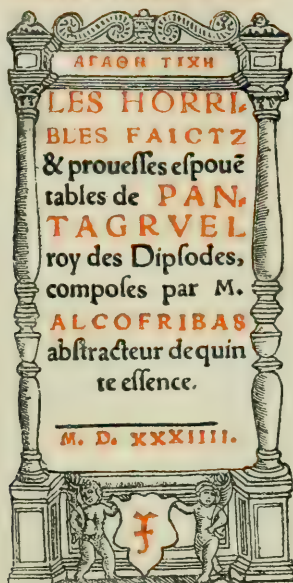 ΑΓΑΘΗ ΤΙΧΗ
LES HORRI-
BLES FAICTZ
& proueſſes eſpouē
tables de PAN-
TAGRVEL
roy des Dipſodes,
compoſes par M.
ALCOFRIBAS
abſtracteur de quin
te eſſence.
M. D. XXXIIII.
F